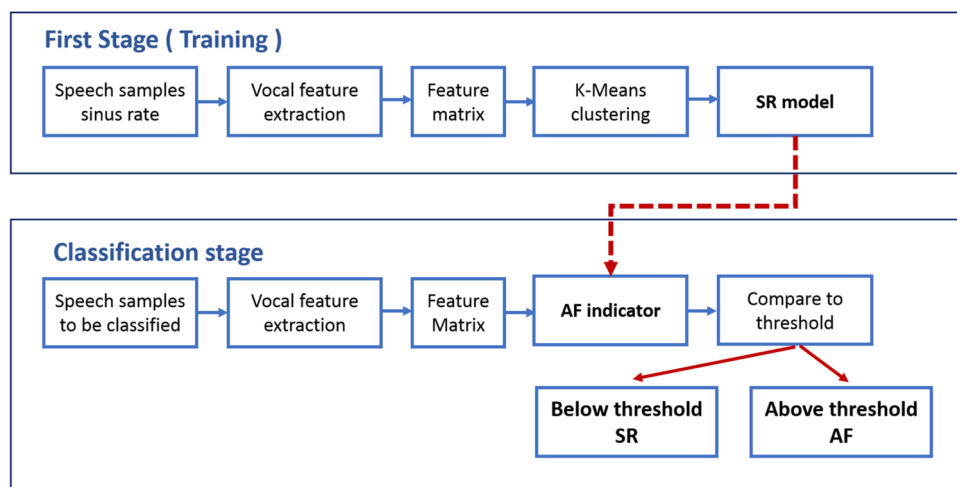 First Stage ( Training )
Speech samples
sinus rate
Vocal feature
extraction
Feature
matrix
K-Means
clustering
SR model
Classification stage
Speech samples
to be classified
Vocal feature
extraction
Feature
Matrix
AF indicator
Compare to
threshold
Below threshold
SR
Above threshold
AF